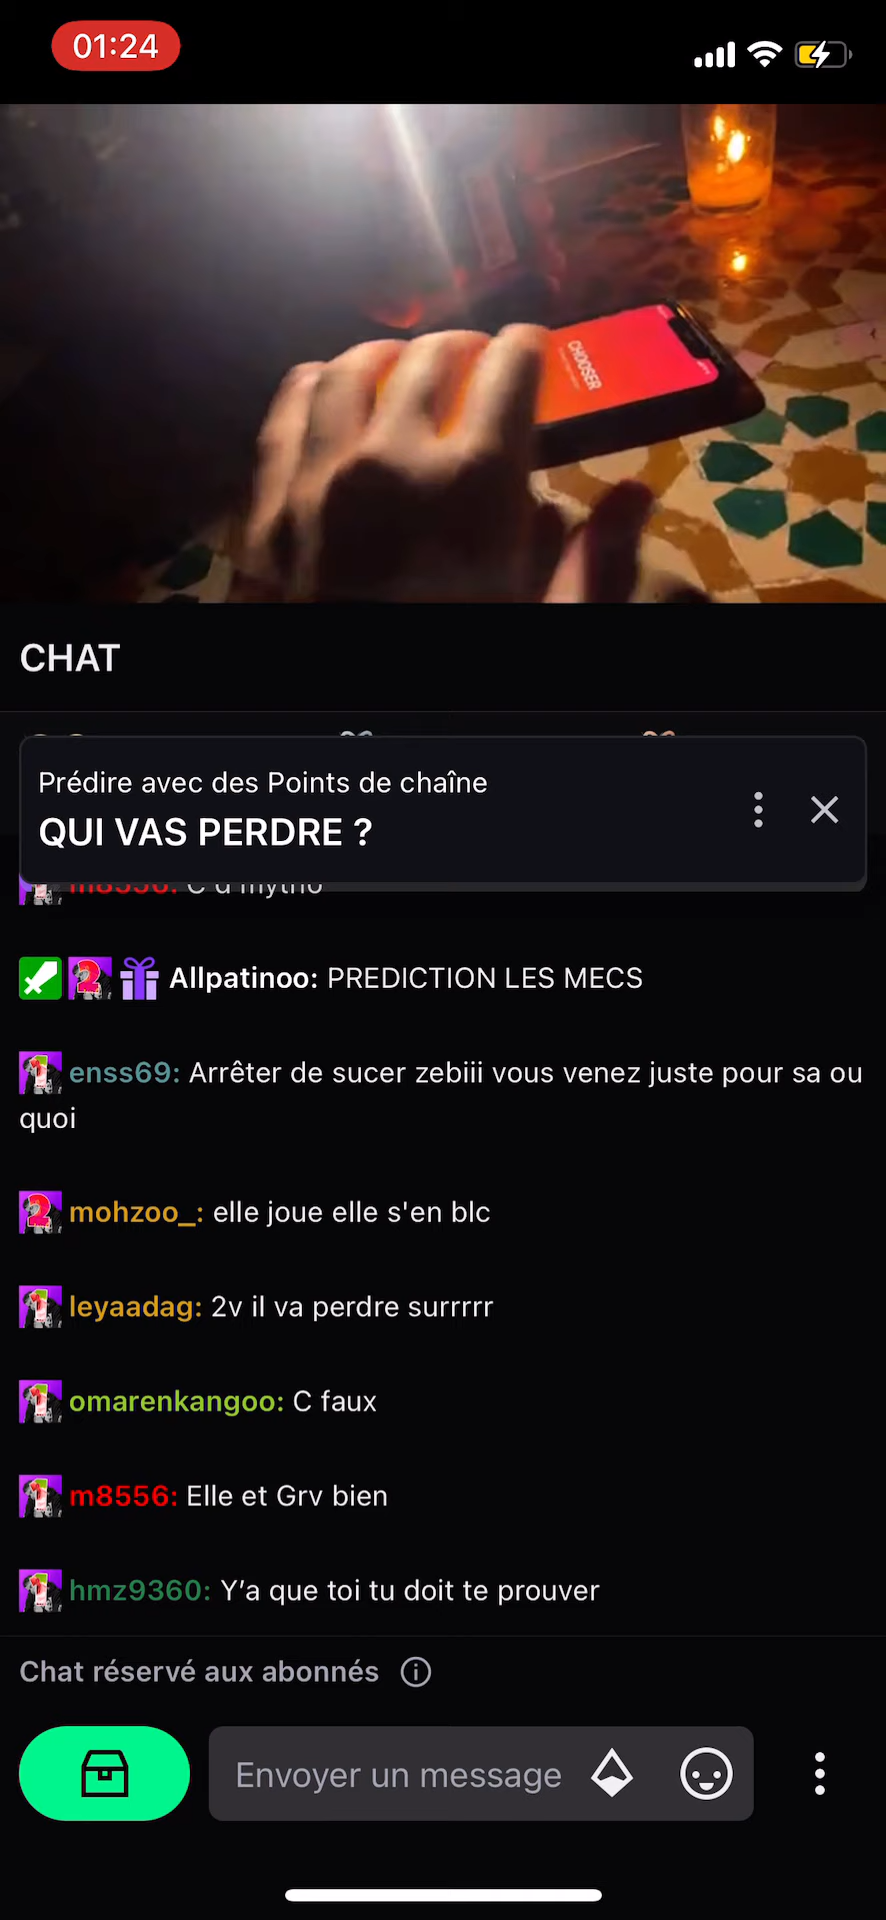 01:24
CHOOSER
CHAT
Prédire avec des Points de chaîne
QUI VAS PERDRE ?
m8556: C d mytho
Allpatinoo: PREDICTION LES MECS
enss69: Arrêter de sucer zebiii vous venez juste pour sa ou
quoi
mohzoo_: elle joue elle s'en blc
leyaadag: 2v il va perdre surrrrr
omarenkangoo: C faux
m8556: Elle et Grv bien
hmz9360: Y’a que toi tu doit te prouver
Chat réservé aux abonnés
Envoyer un message